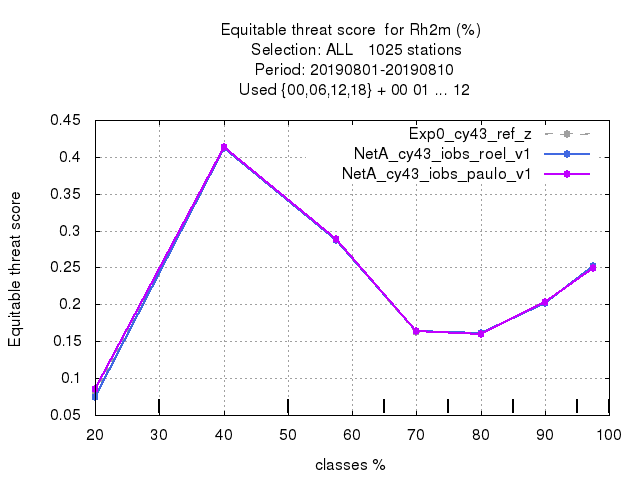 Equitable threat score  for Rh2m (%)
Selection: ALL   1025 stations
Period: 20190801-20190810
Used {00,06,12,18} + 00 01 ... 12
Exp0_cy43_ref_z
NetA_cy43_iobs_roel_v1
NetA_cy43_iobs_paulo_v1
Equitable threat score
0.45
0.4
0.35
0.3
0.25
0.2
0.15
0.1
0.05
20 30 40 50 60 70 80 90 100
classes %